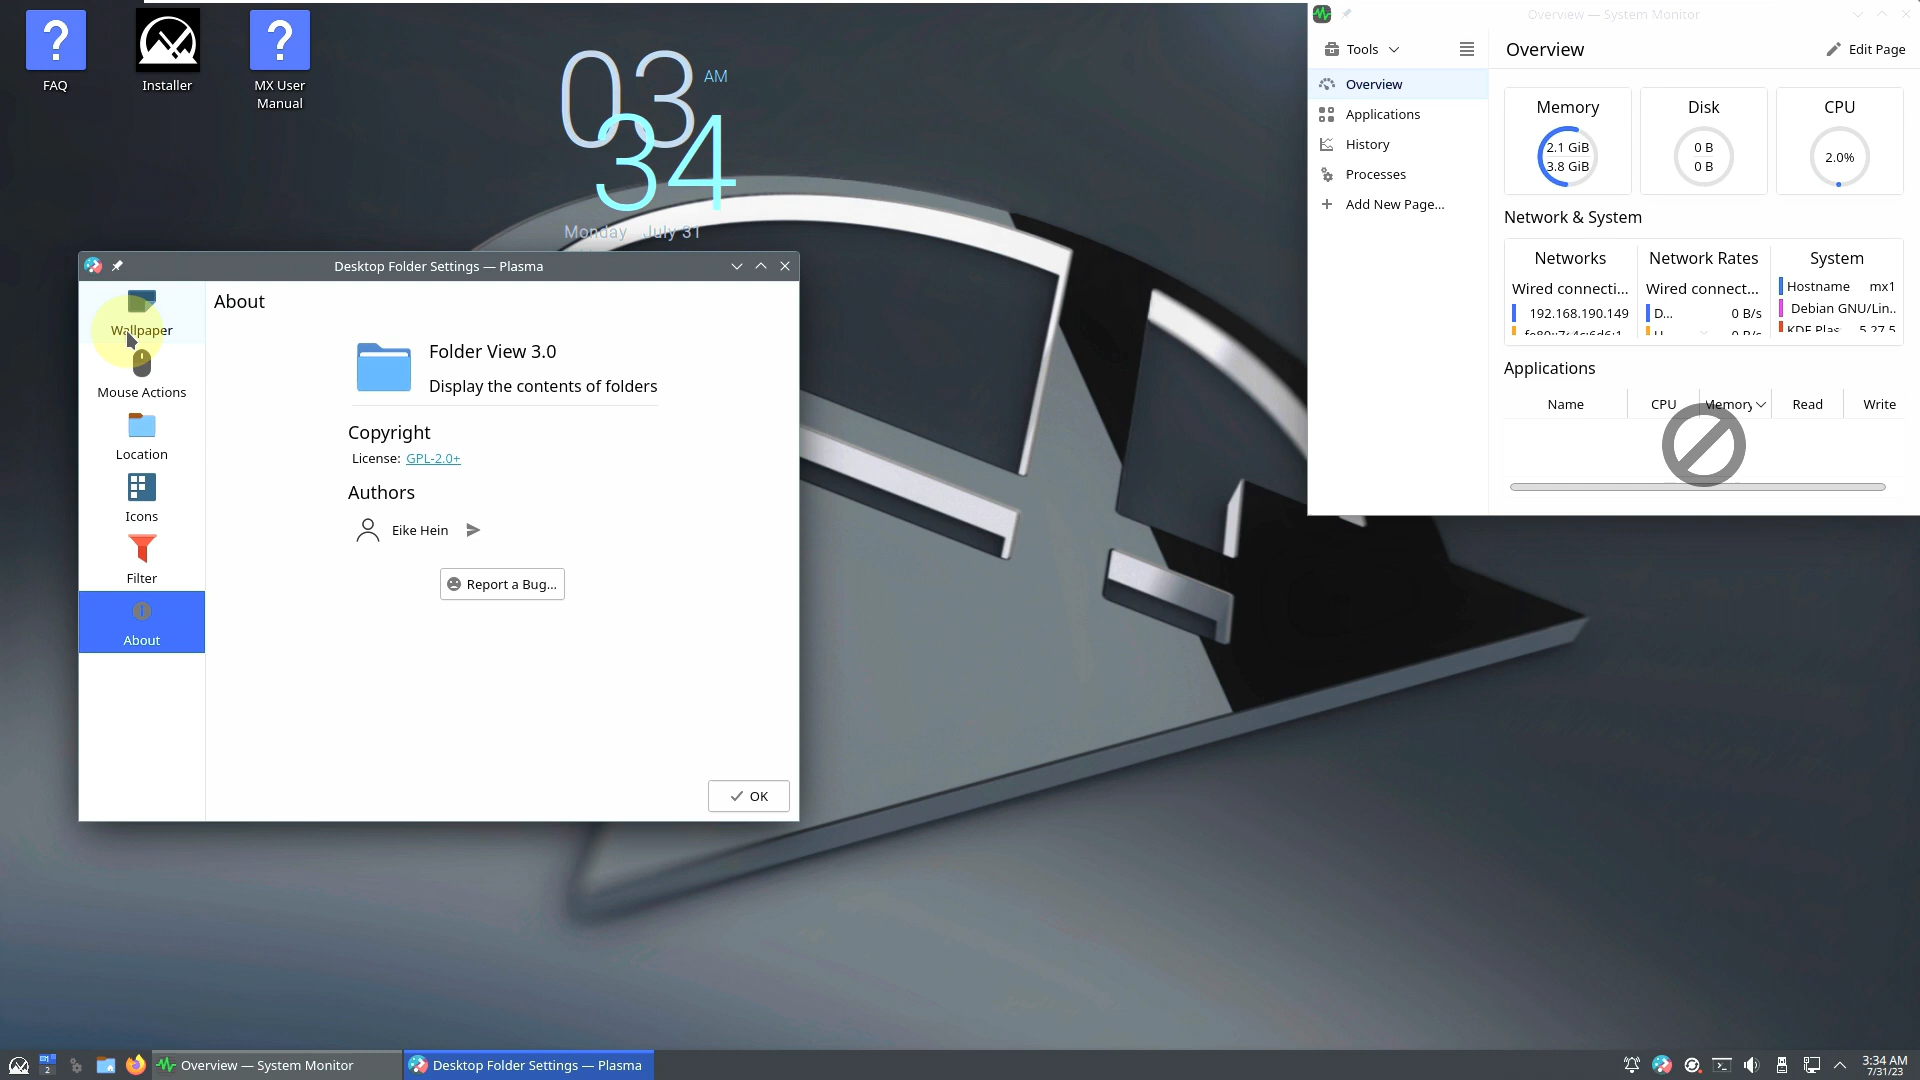 FAQ
Installer
MX User
Manual
03 AM
34
Monday July 31
Desktop Folder Settings — Plasma
Wallpaper
Mouse Actions
Location
Icons
Filter
About
About
Folder View 3.0
Display the contents of folders
Copyright
License: GPL-2.0+
Authors
Eike Hein
Report a Bug...
OK
Overview — System Monitor
Tools
Overview
Edit Page
Overview
Applications
History
Processes
Add New Page...
Memory
2.1 GiB
3.8 GiB
Disk
0 B
0 B
CPU
2.0%
Network & System
Networks
Wired connecti...
192.168.190.149
Network Rates
Wired connect...
D... 0 B/s
0 B/s
System
Hostname mx1
Debian GNU/Lin..
KDE Plas 5.27.5
Applications
Name CPU Memory Read Write
2
Overview — System Monitor
Desktop Folder Settings — Plasma
3:34 AM
7/31/23